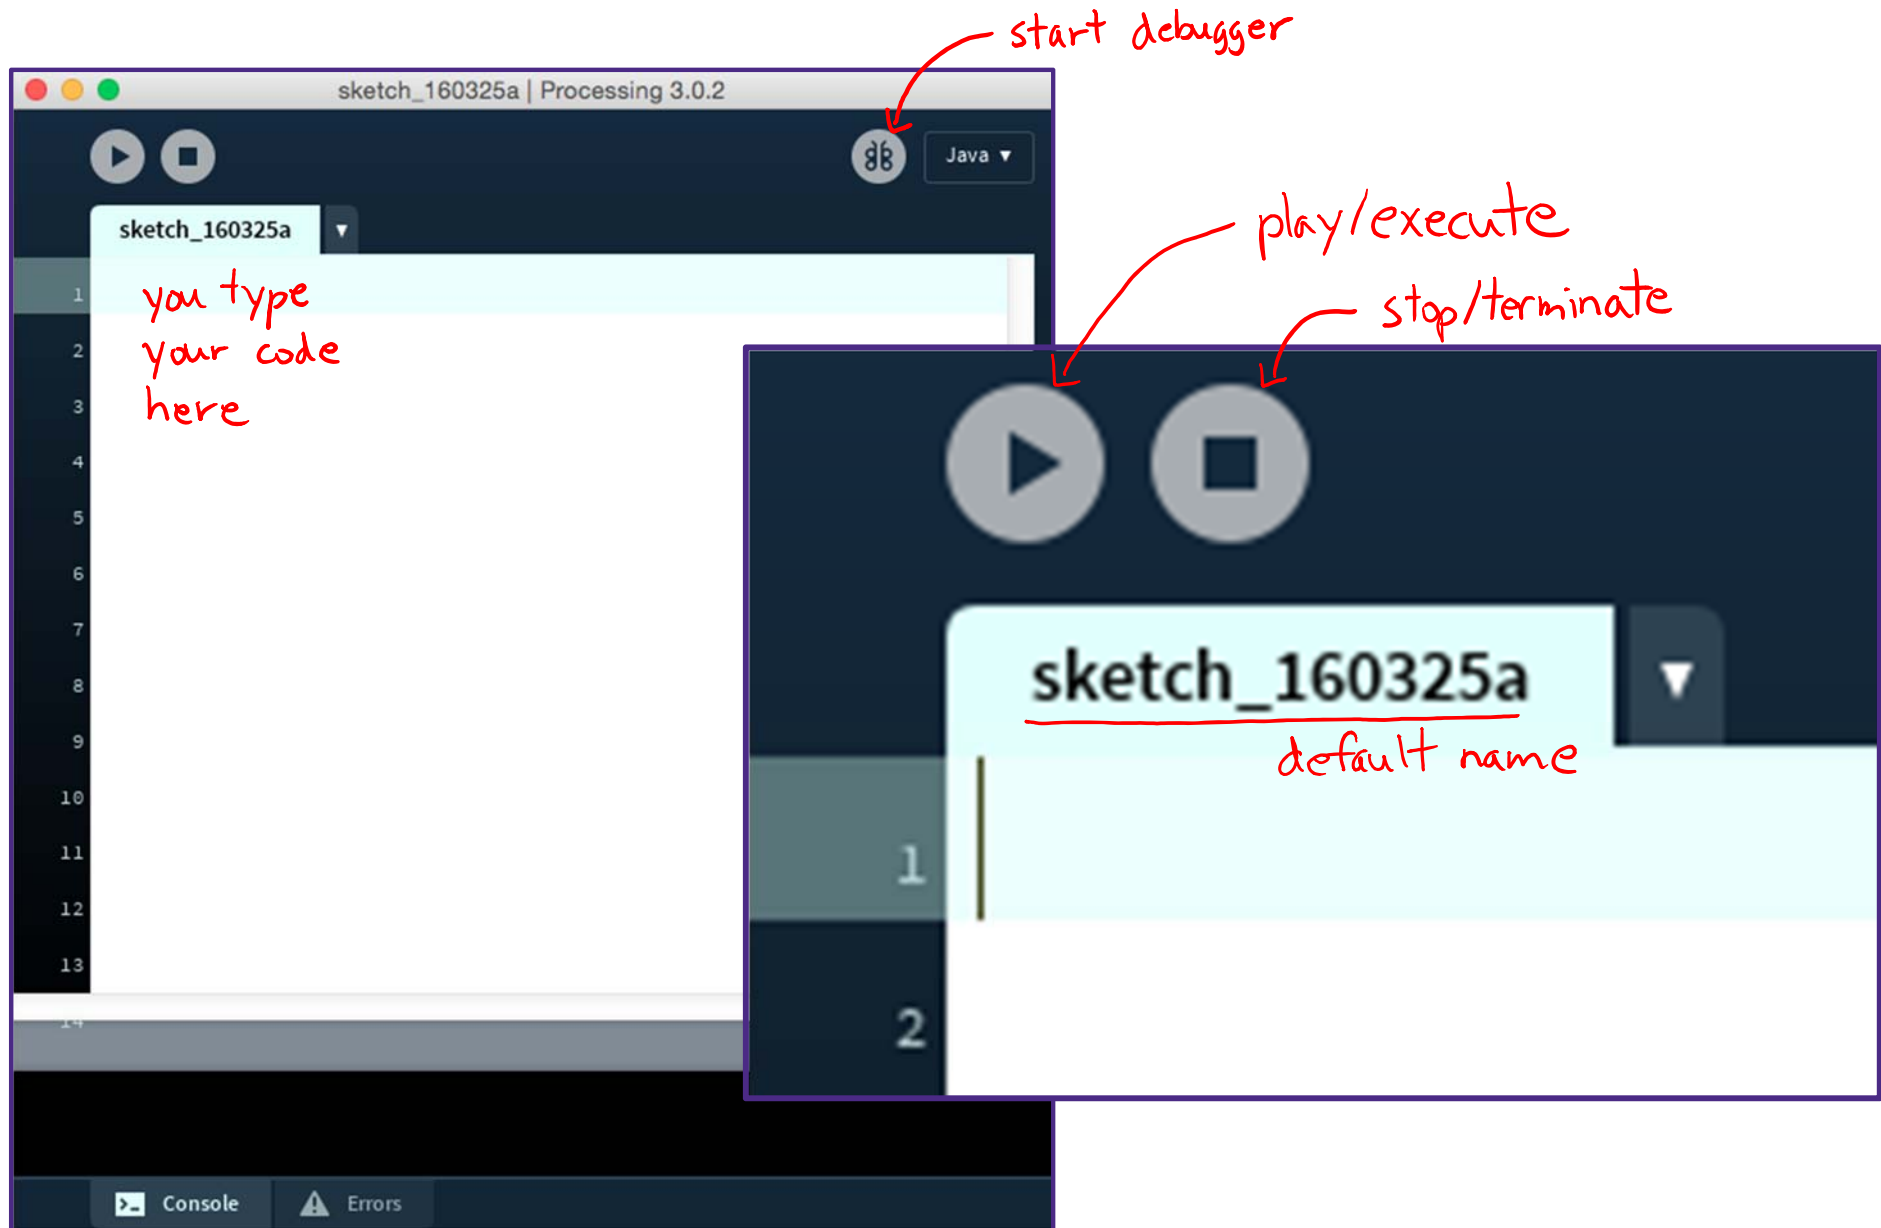 start debugger
sketch_160325a | Processing 3.0.2
Java ▼
sketch_160325a ▼
1
you type
2
your code
3
here
4
5
6
7
8
9
10
11
12
13
14
Console
Errors
play/execute
stop/terminate
sketch_160325a ▼
default name
1
2